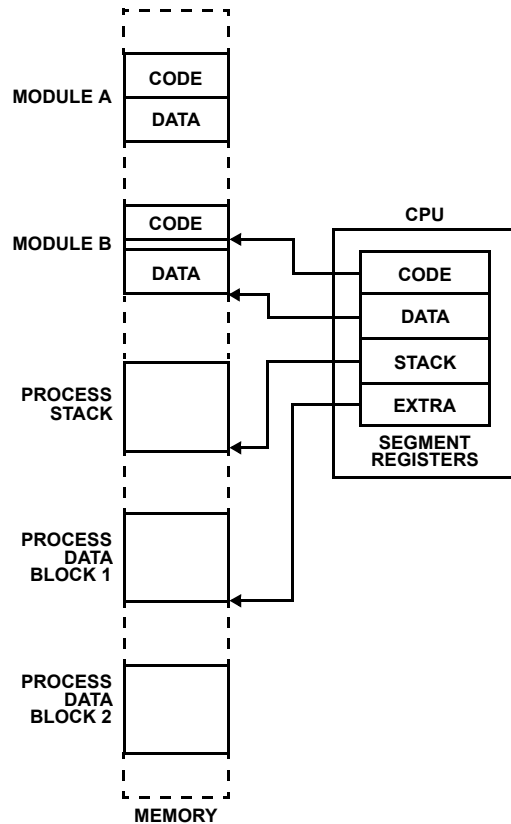 MODULE A
CODE
DATA
MODULE B
CODE
DATA
PROCESS
STACK
PROCESS
DATA
BLOCK 1
PROCESS
DATA
BLOCK 2
MEMORY
CPU
CODE
DATA
STACK
EXTRA
SEGMENT
REGISTERS